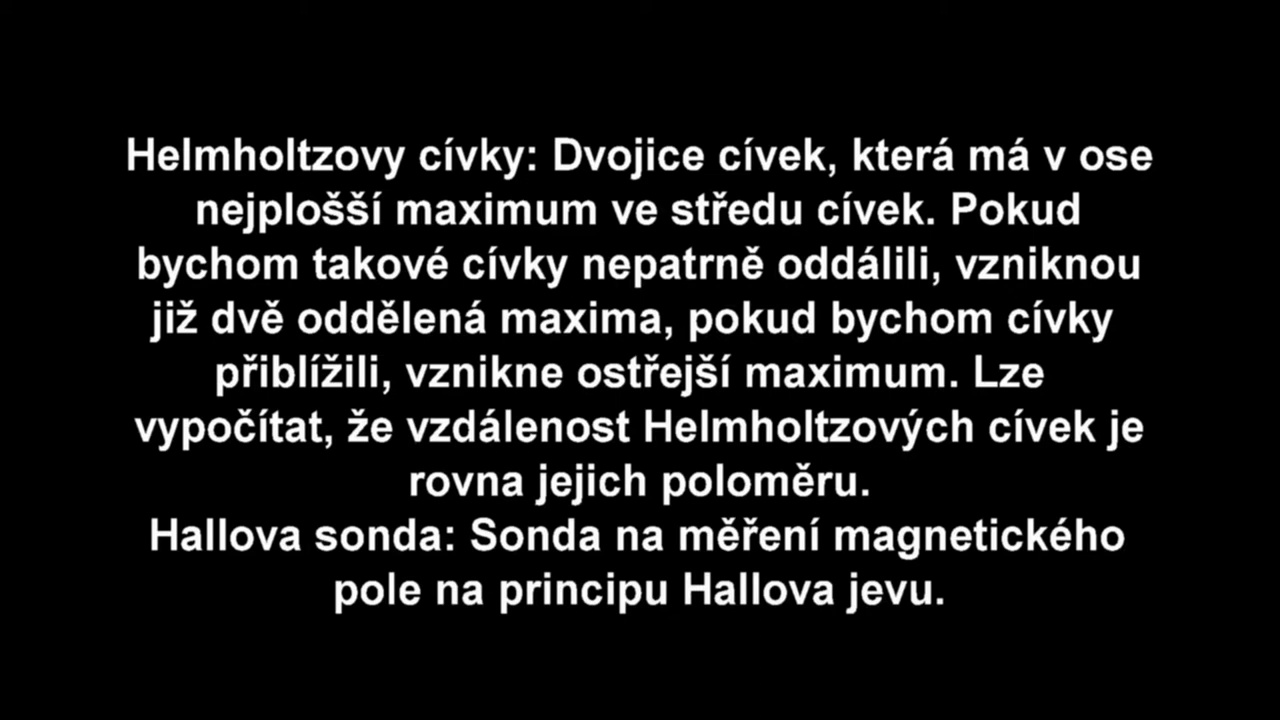 Helmholtzovy cívky: Dvojice cívek, která má v ose
nejplošší maximum ve středu cívek. Pokud
bychom takové cívky nepatrně oddálili, vzniknou
již dvě oddělená maxima, pokud bychom cívky
přiblížili, vznikne ostřejší maximum. Lze
vypočítat, že vzdálenost Helmholtzových cívek je
rovna jejich poloměru.
Hallova sonda: Sonda na měření magnetického
pole na principu Hallova jevu.